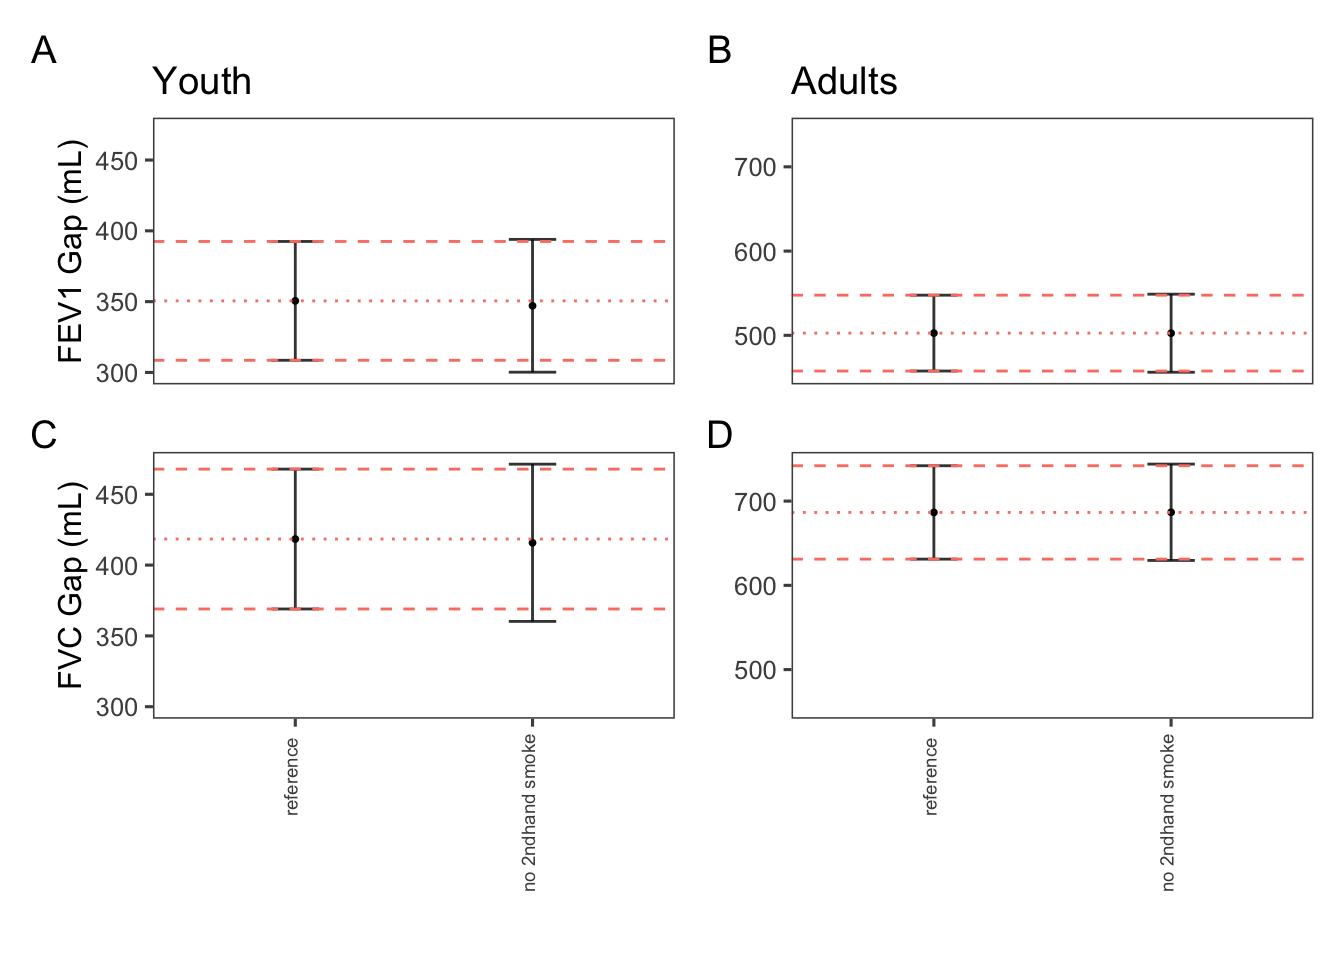 A
Youth
FEV1 Gap (mL)
450
400
350
300
B
Adults
700
600
500
C
FVC Gap (mL)
450
400
350
300
reference
no 2ndhand smoke
D
700
600
500
reference
no 2ndhand smoke